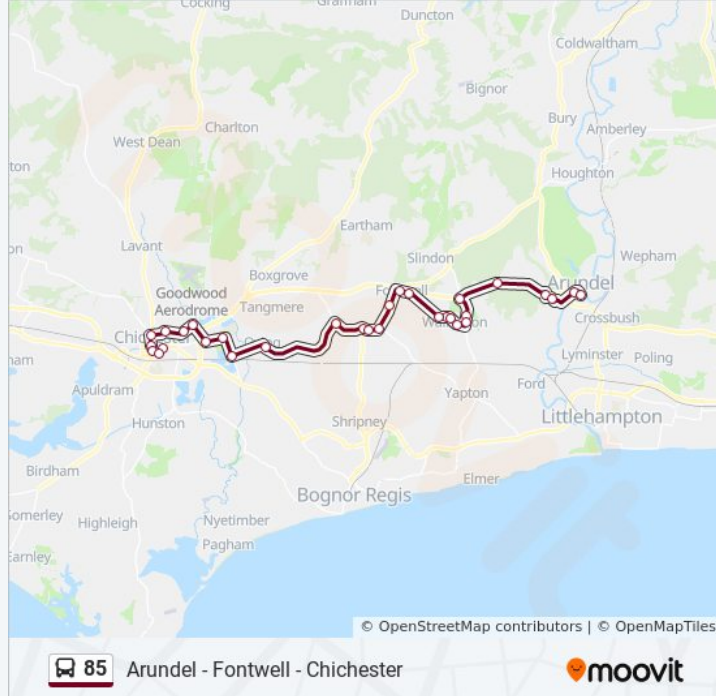 Cocking
Duncton
Coldwaltham
Bignor
Bury
Charlton
West Dean
Amberley
Houghton
Eartham
Lavant
Slindon
Wepham
Boxgrove
Arundel
Goodwood
Aerodrome
Tangmere
Crossbush
Lyminster
Poling
Apuldram
Yapton
Ford
Hunston
Shripney
Littlehampton
Birdham
Elmer
Bognor Regis
Somerley
Highleigh
Nyetimber
Earnley
Pagham
© OpenStreetMap contributors | © OpenMapTiles
85 Arundel - Fontwell - Chichester
moovit